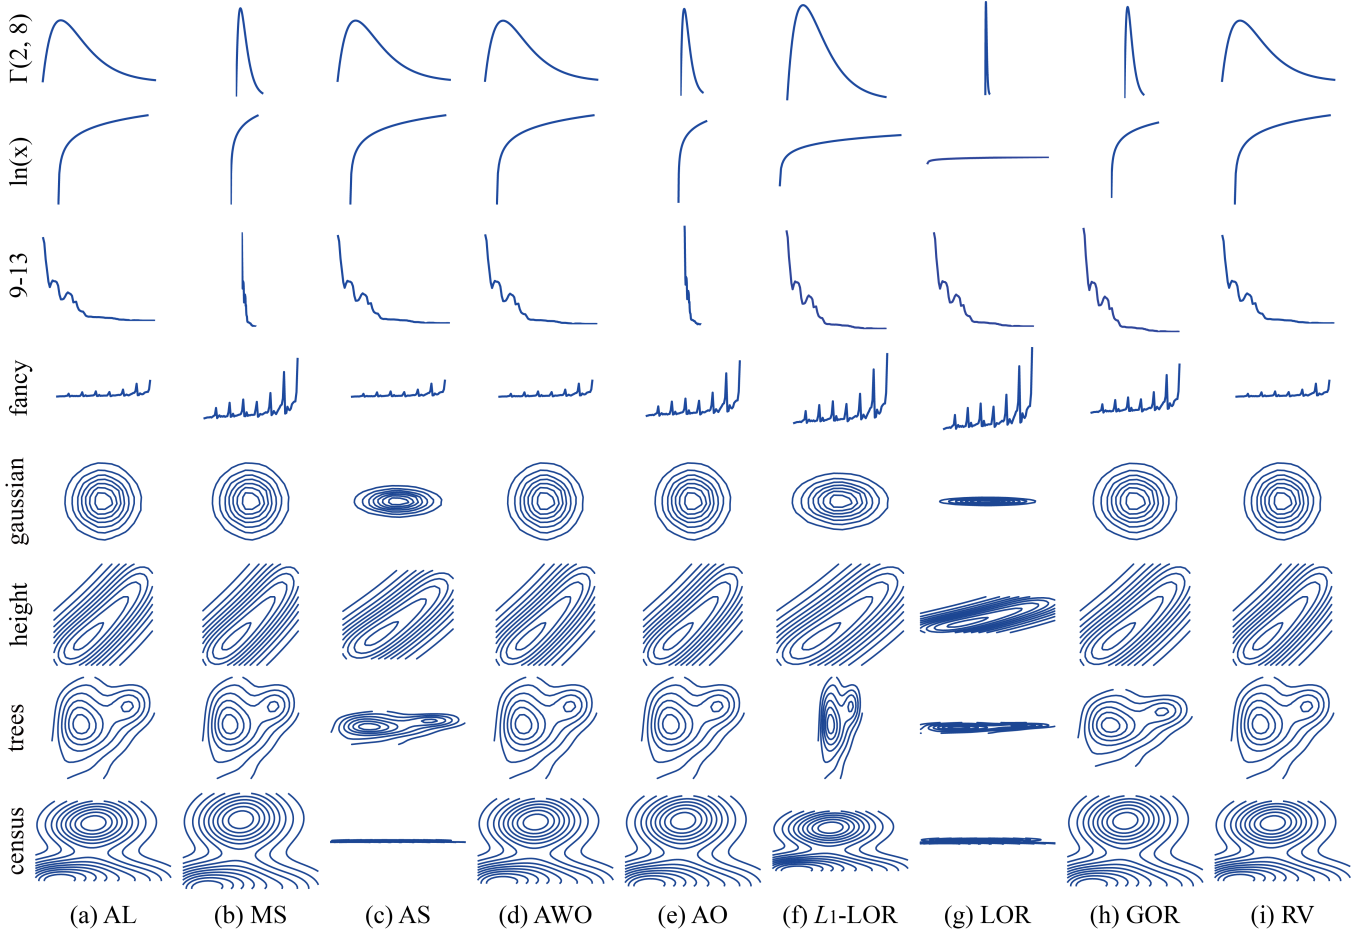 Γ(2, 8)
ln(x)
9-13
fancy
gaussian
height
trees
census
(a) AL
(b) MS
(c) AS
(d) AWO
(e) AO
(f) L1-LOR
(g) LOR
(h) GOR
(i) RV